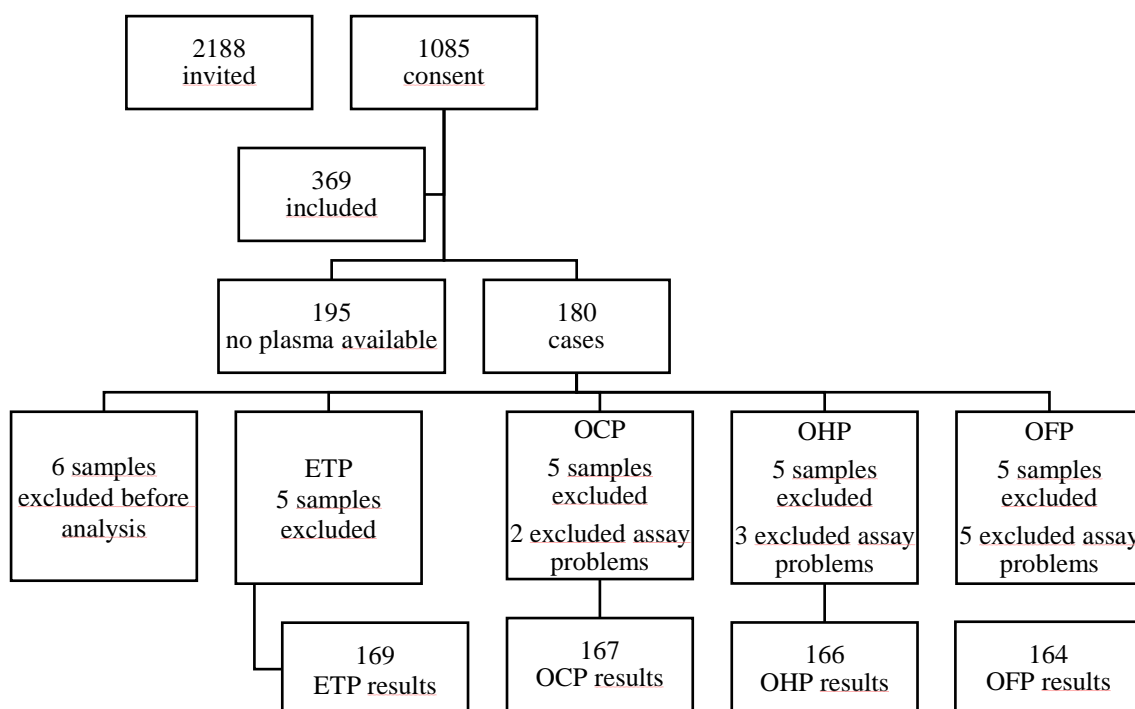 2188
invited
1085
consent
369
included
195
no plasma available
180
cases
6 samples
excluded before
analysis
ETP
5 samples
excluded
OCP
5 samples
excluded
2 excluded assay
problems
OHP
5 samples
excluded
3 excluded assay
problems
OFP
5 samples
excluded
5 excluded assay
problems
169
ETP results
167
OCP results
166
OHP results
164
OFP results